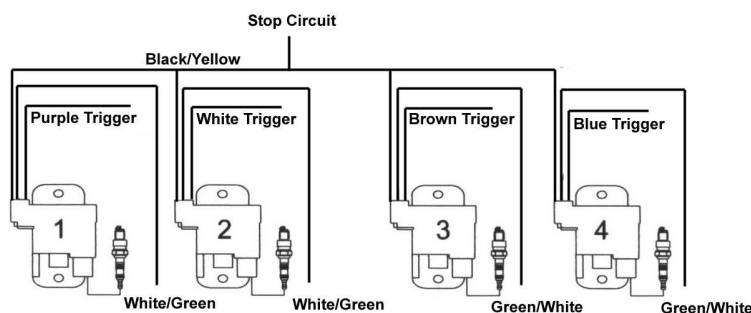 Stop Circuit
Black/Yellow
Purple Trigger
White Trigger
Brown Trigger
Blue Trigger
1
2
3
4
White/Green
White/Green
Green/White
Green/White